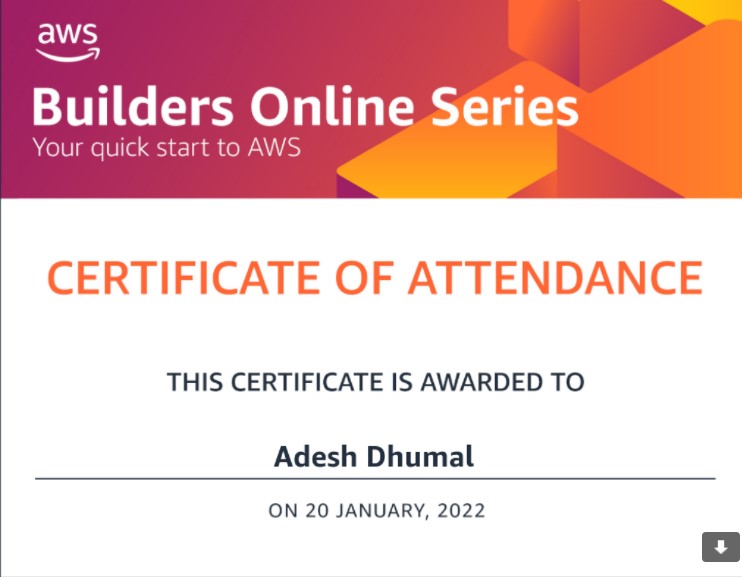 aws
Builders Online Series
Your quick start to AWS
CERTIFICATE OF ATTENDANCE
THIS CERTIFICATE IS AWARDED TO
Adesh Dhumal
ON 20 JANUARY, 2022